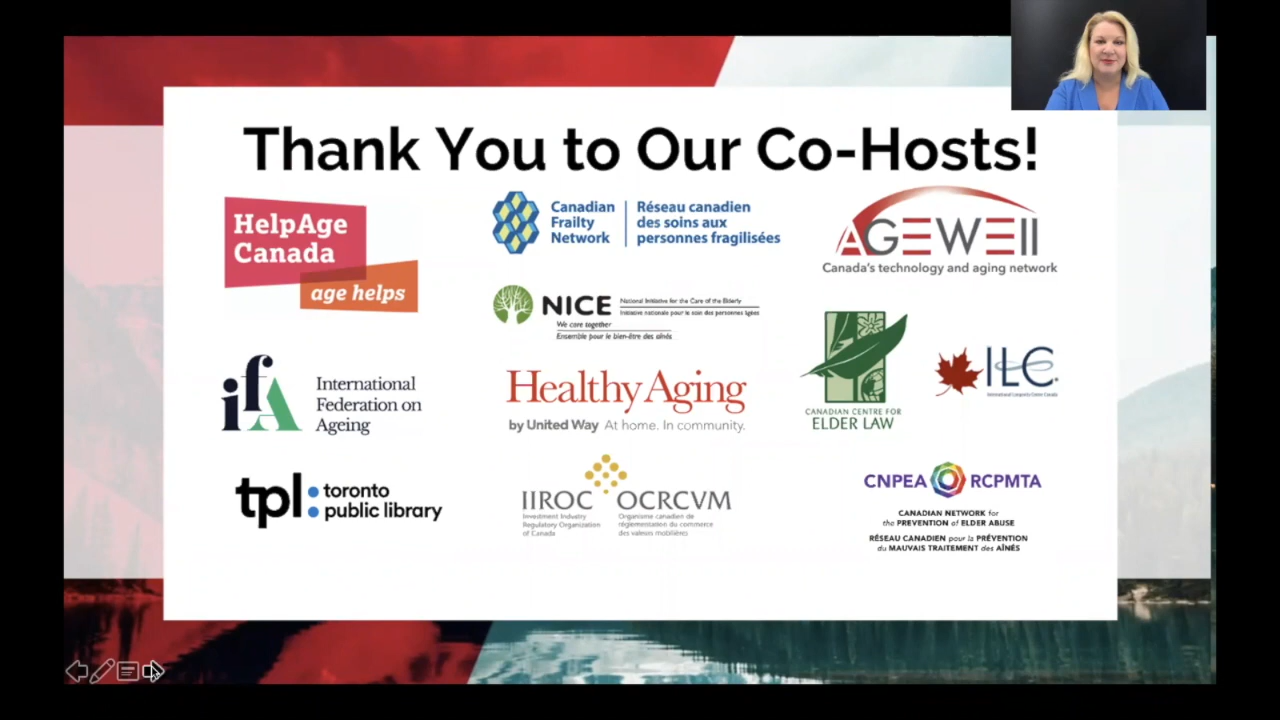 Thank You to Our Co-Hosts!
HelpAge
Canada
age helps
Canadian
Frailty
Network
Réseau canadien
des soins aux
personnes fragilisées
AGEWELL
Canada's technology and aging network
NICE
National Initiative for the Care of the Elderly
Initiative nationale pour le soin des personnes âgées
We care together
Ensemble pour le bien-être des aînés
ifA
International
Federation on
Ageing
Healthy Aging
by United Way At home. In community.
CANADIAN CENTRE FOR
ELDER LAW
ILC
International Longevity Centre Canada
tpl:
toronto
public library
IIROC OCRCVM
Investment Industry
Regulatory Organization
of Canada
Organisme canadien de
réglementation du commerce
des valeurs mobilières
CNPEA RCPMTA
CANADIAN NETWORK for
the PREVENTION of ELDER ABUSE
RÉSEAU CANADIEN pour la PRÉVENTION
du MAUVAIS TRAITEMENT des AÎNÉS